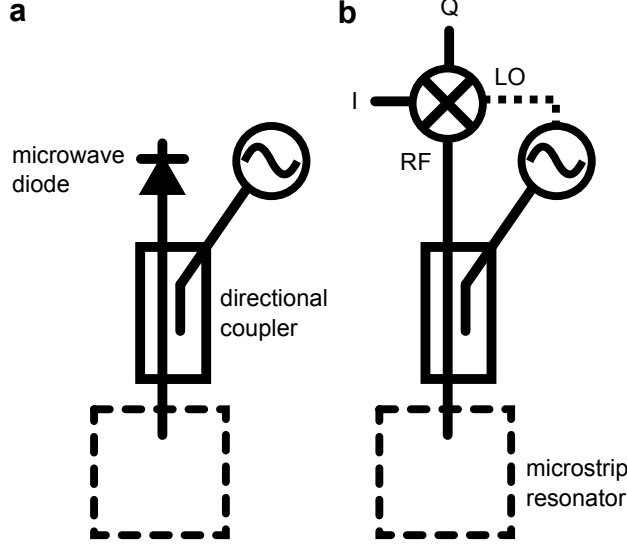 a
microwave
diode
directional
coupler
b
Q
I
LO
RF
microstrip
resonator